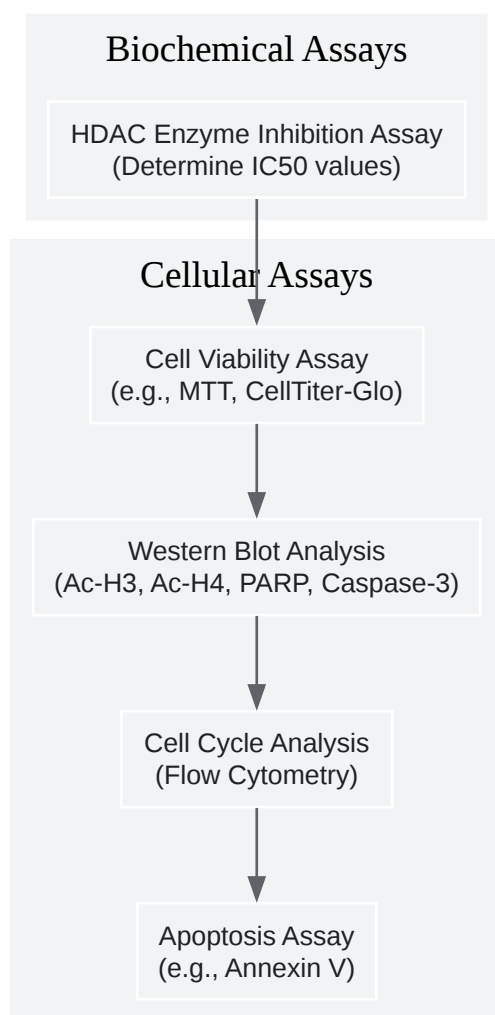 Biochemical Assays
HDAC Enzyme Inhibition Assay
(Determine IC50 values)
Cellular Assays
Cell Viability Assay
(e.g., MTT, CellTiter-Glo)
Western Blot Analysis
(Ac-H3, Ac-H4, PARP, Caspase-3)
Cell Cycle Analysis
(Flow Cytometry)
Apoptosis Assay
(e.g., Annexin V)